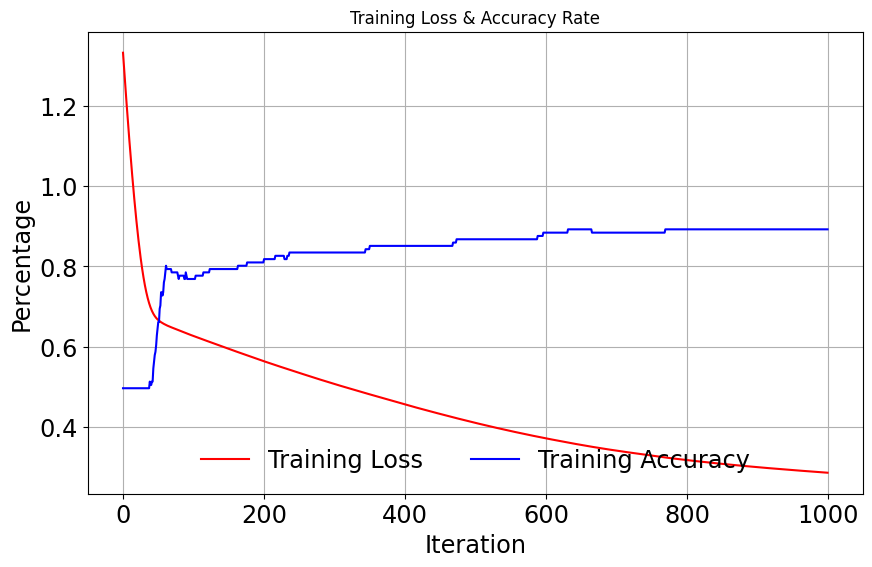 Training Loss & Accuracy Rate
Percentage
1.2
1.0
0.8
0.6
0.4
Training Loss
Training Accuracy
0 200 400 600 800 1000
Iteration